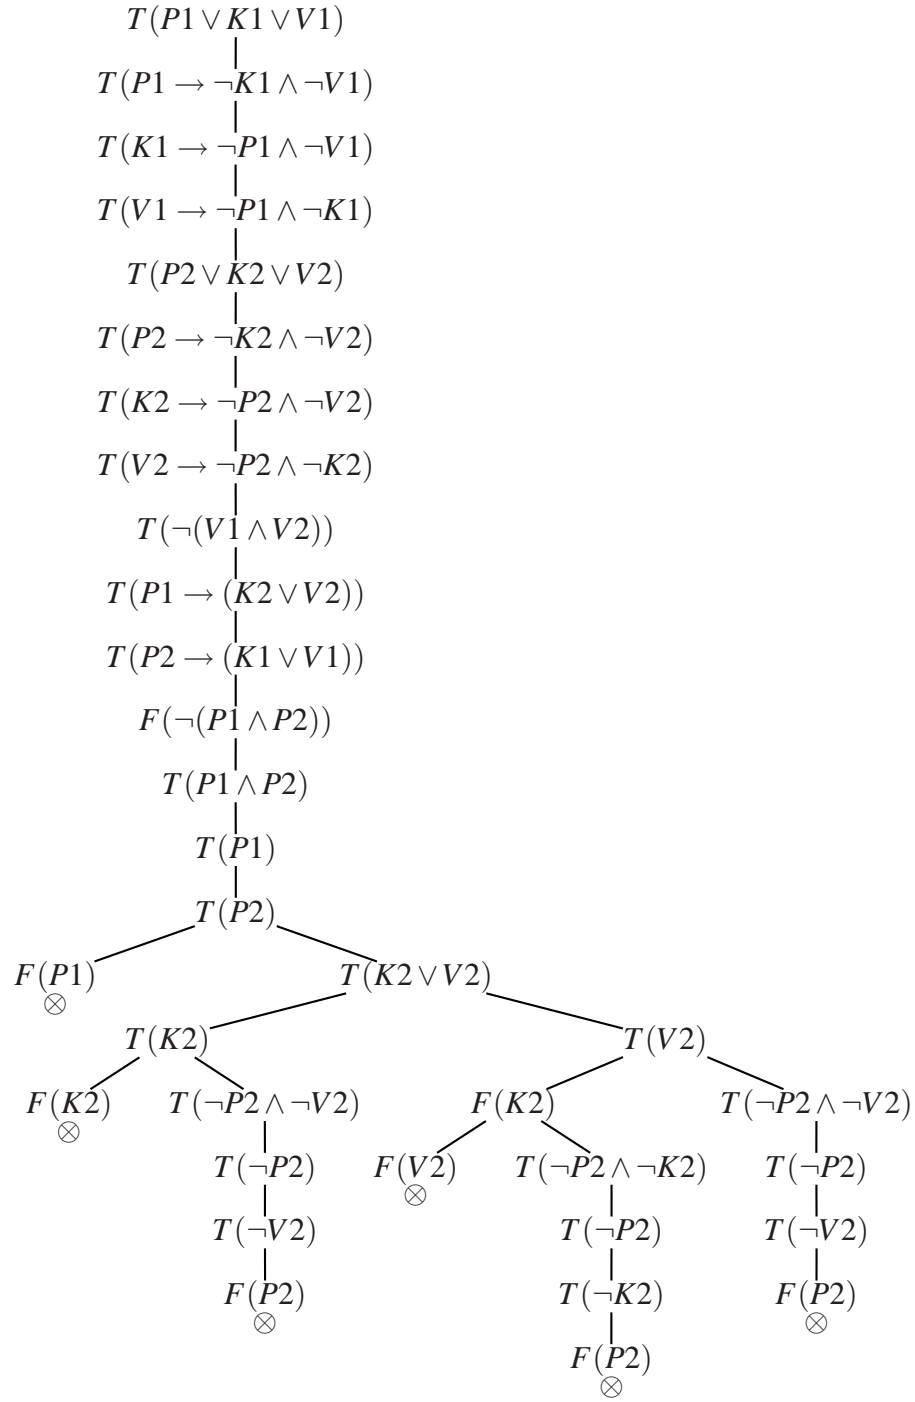 T(P1 ∨ K1 ∨ V1)
T(P1 → ¬K1 ∧ ¬V1)
T(K1 → ¬P1 ∧ ¬V1)
T(V1 → ¬P1 ∧ ¬K1)
T(P2 ∨ K2 ∨ V2)
T(P2 → ¬K2 ∧ ¬V2)
T(K2 → ¬P2 ∧ ¬V2)
T(V2 → ¬P2 ∧ ¬K2)
T(¬(V1 ∧ V2))
T(P1 → (K2 ∨ V2))
T(P2 → (K1 ∨ V1))
F(¬(P1 ∧ P2))
T(P1 ∧ P2)
T(P1)
T(P2)
F(P1) T(K2 ∨ V2)
⊗
T(K2) T(V2)
F(K2) T(¬P2 ∧ ¬V2) F(K2) T(¬P2 ∧ ¬V2)
⊗
T(¬P2) F(V2) T(¬P2 ∧ ¬K2) T(¬P2)
⊗
T(¬V2) T(¬P2) T(¬V2)
F(P2) T(¬K2) F(P2)
⊗ ⊗
F(P2)
⊗